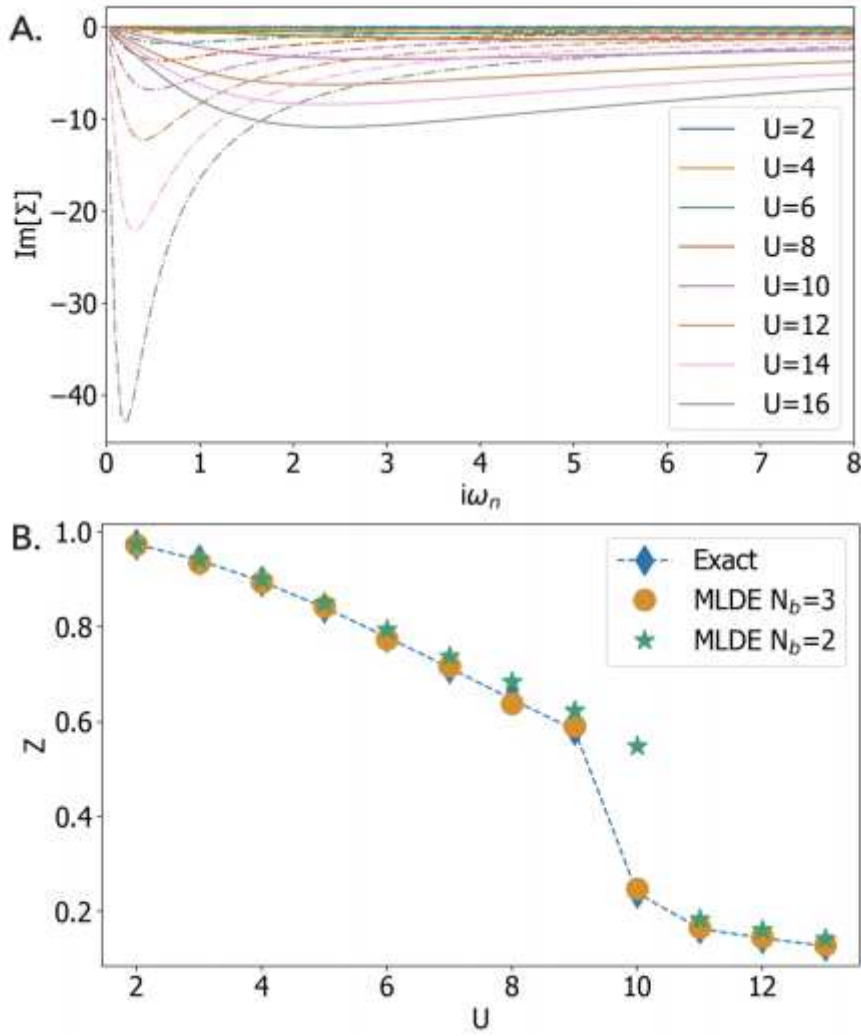 A.
0
−10
−20
−30
−40
Im[Σ]
U=2
U=4
U=6
U=8
U=10
U=12
U=14
U=16
0 1 2 3 4 5 6 7 8
iωₙ
B.
1.0
0.8
0.6
0.4
0.2
Z
Exact
MLDE N_b=3
MLDE N_b=2
2 4 6 8 10 12
U